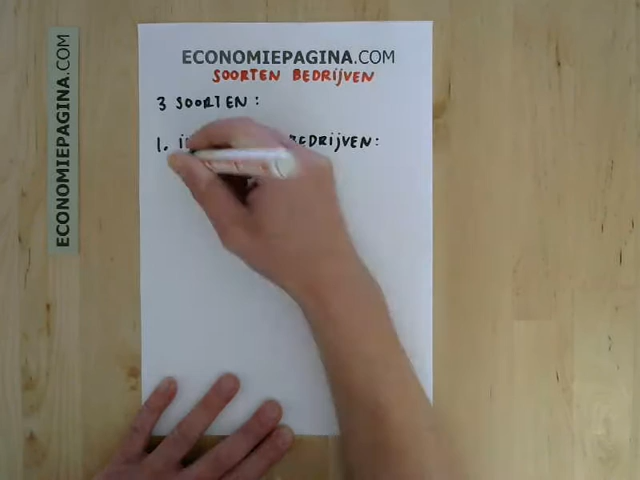 ECONOMIEPAGINA.COM
ECONOMIEPAGINA.COM
SOORTEN BEDRIJVEN
3 SOORTEN :
1. BEDRIJVEN: